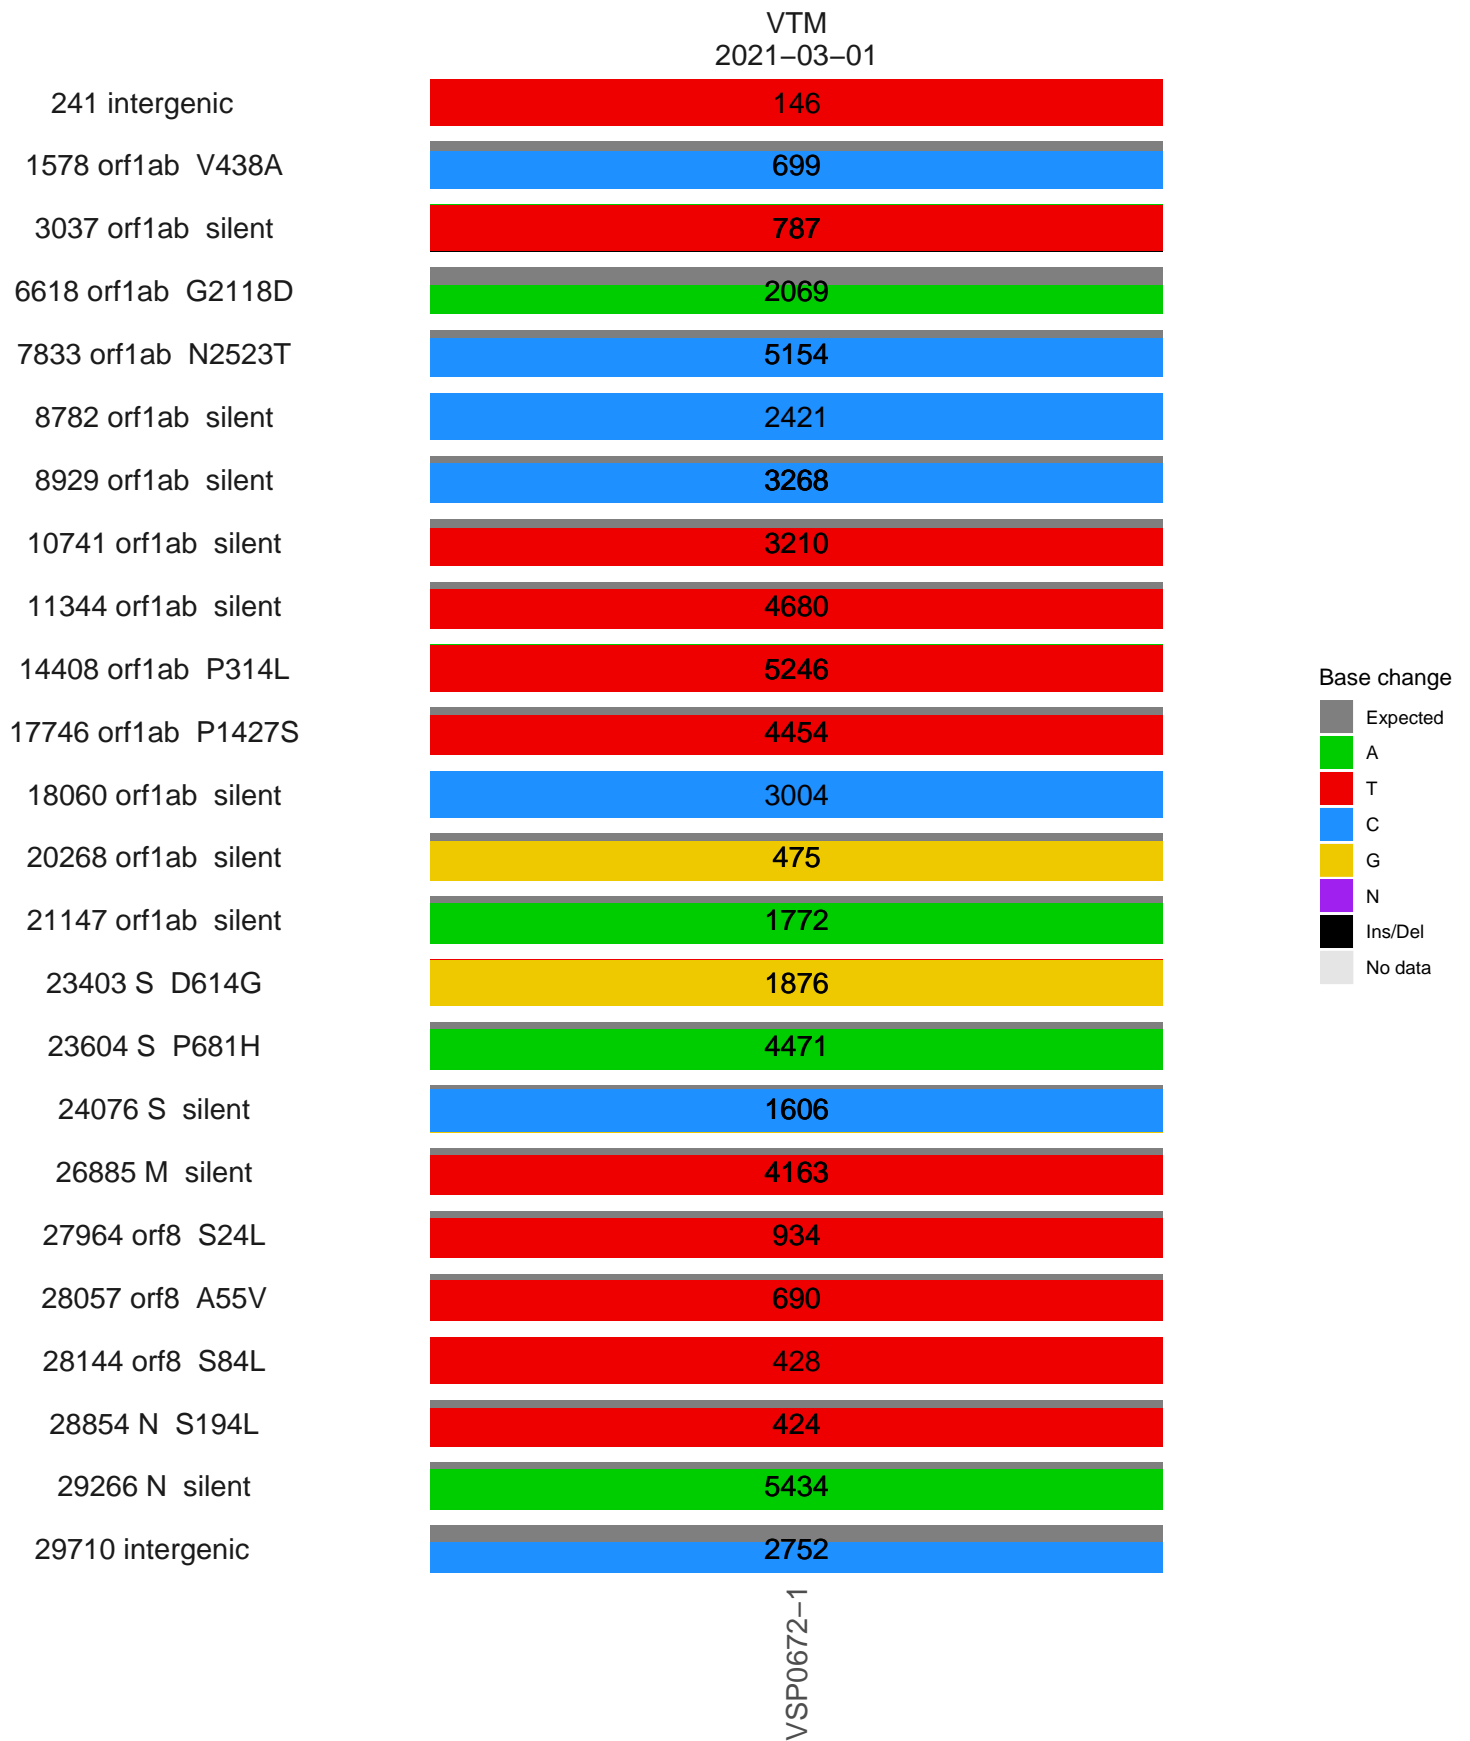 VTM
2021−03−01
241 intergenic 146
1578 orf1ab V438A 699
3037 orf1ab silent 787
6618 orf1ab G2118D 2069
7833 orf1ab N2523T 5154
8782 orf1ab silent 2421
8929 orf1ab silent 3268
10741 orf1ab silent 3210
11344 orf1ab silent 4680
14408 orf1ab P314L 5246
17746 orf1ab P1427S 4454
18060 orf1ab silent 3004
20268 orf1ab silent 475
21147 orf1ab silent 1772
23403 S D614G 1876
23604 S P681H 4471
24076 S silent 1606
26885 M silent 4163
27964 orf8 S24L 934
28057 orf8 A55V 690
28144 orf8 S84L 428
28854 N S194L 424
29266 N silent 5434
29710 intergenic 2752
VSP0672−1
Base change
Expected
A
T
C
G
N
Ins/Del
No data